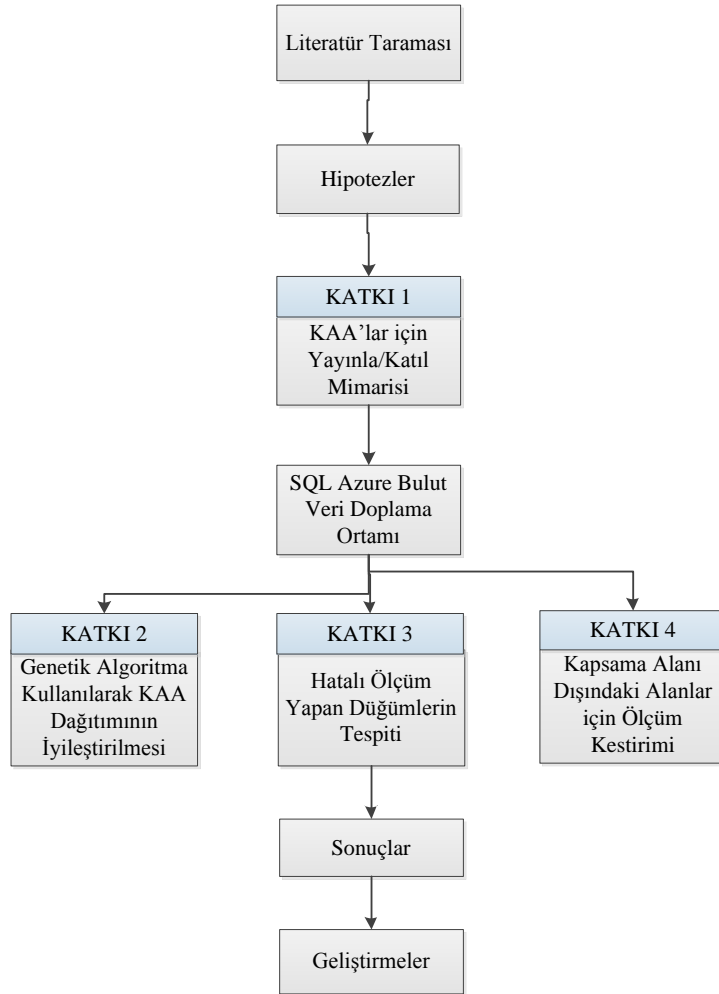 Literatür Taraması
Hipotezler
KATKI 1
KAA’lar için
Yayınla/Katıl
Mimarisi
SQL Azure Bulut
Veri Doplama
Ortamı
KATKI 2
Genetik Algoritma
Kullanılarak KAA
Dağıtımının
İyileştirilmesi
KATKI 3
Hatalı Ölçüm
Yapan Düğümlerin
Tespiti
KATKI 4
Kapsama Alanı
Dışındaki Alanlar
için Ölçüm
Kestirimi
Sonuçlar
Geliştirmeler